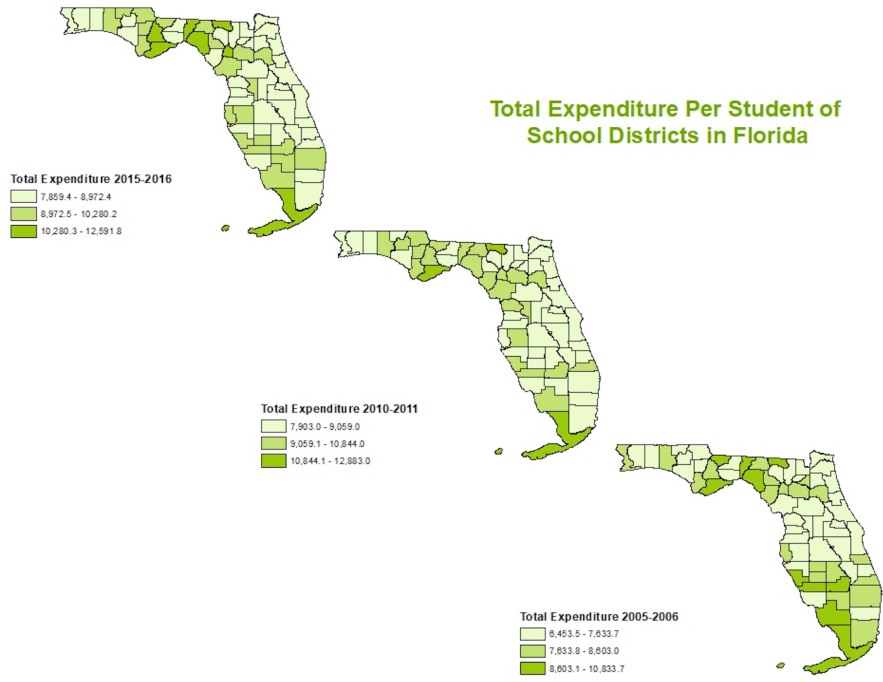 Total Expenditure Per Student of
School Districts in Florida
Total Expenditure 2015-2016
7,859.4 - 8,972.4
8,972.5 - 10,280.2
10,280.3 - 12,591.8
Total Expenditure 2010-2011
7,903.0 - 9,059.0
9,059.1 - 10,844.0
10,844.1 - 12,883.0
Total Expenditure 2005-2006
6,453.5 - 7,633.7
7,633.8 - 8,603.0
8,603.1 - 10,833.7